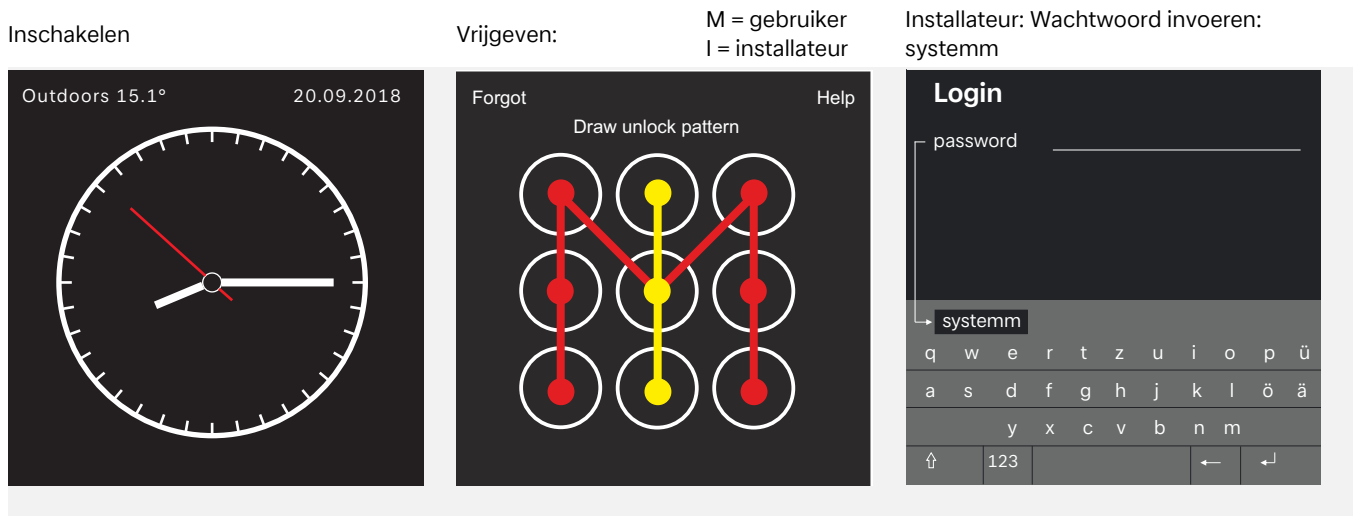 Inschakelen
Vrijgeven:
M = gebruiker
I = installateur
Installateur: Wachtwoord invoeren:
systemm
Outdoors 15.1°
20.09.2018
Forgot
Help
Draw unlock pattern
Login
password
systemm
q w e r t z u i o p ü
a s d f g h j k l ö ä
y x c v b n m
123